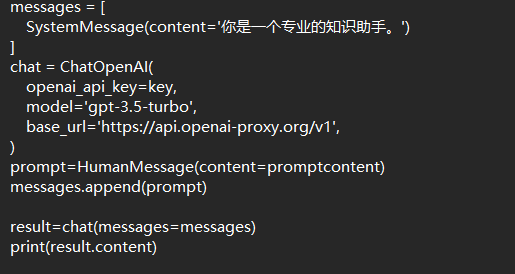 messages = [
    SystemMessage(content='你是一个专业的知识助手。')
]
chat = ChatOpenAI(
    openai_api_key=key,
    model='gpt-3.5-turbo',
    base_url='https://api.openai-proxy.org/v1',
)
prompt=HumanMessage(content=promptcontent)
messages.append(prompt)

result=chat(messages=messages)
print(result.content)